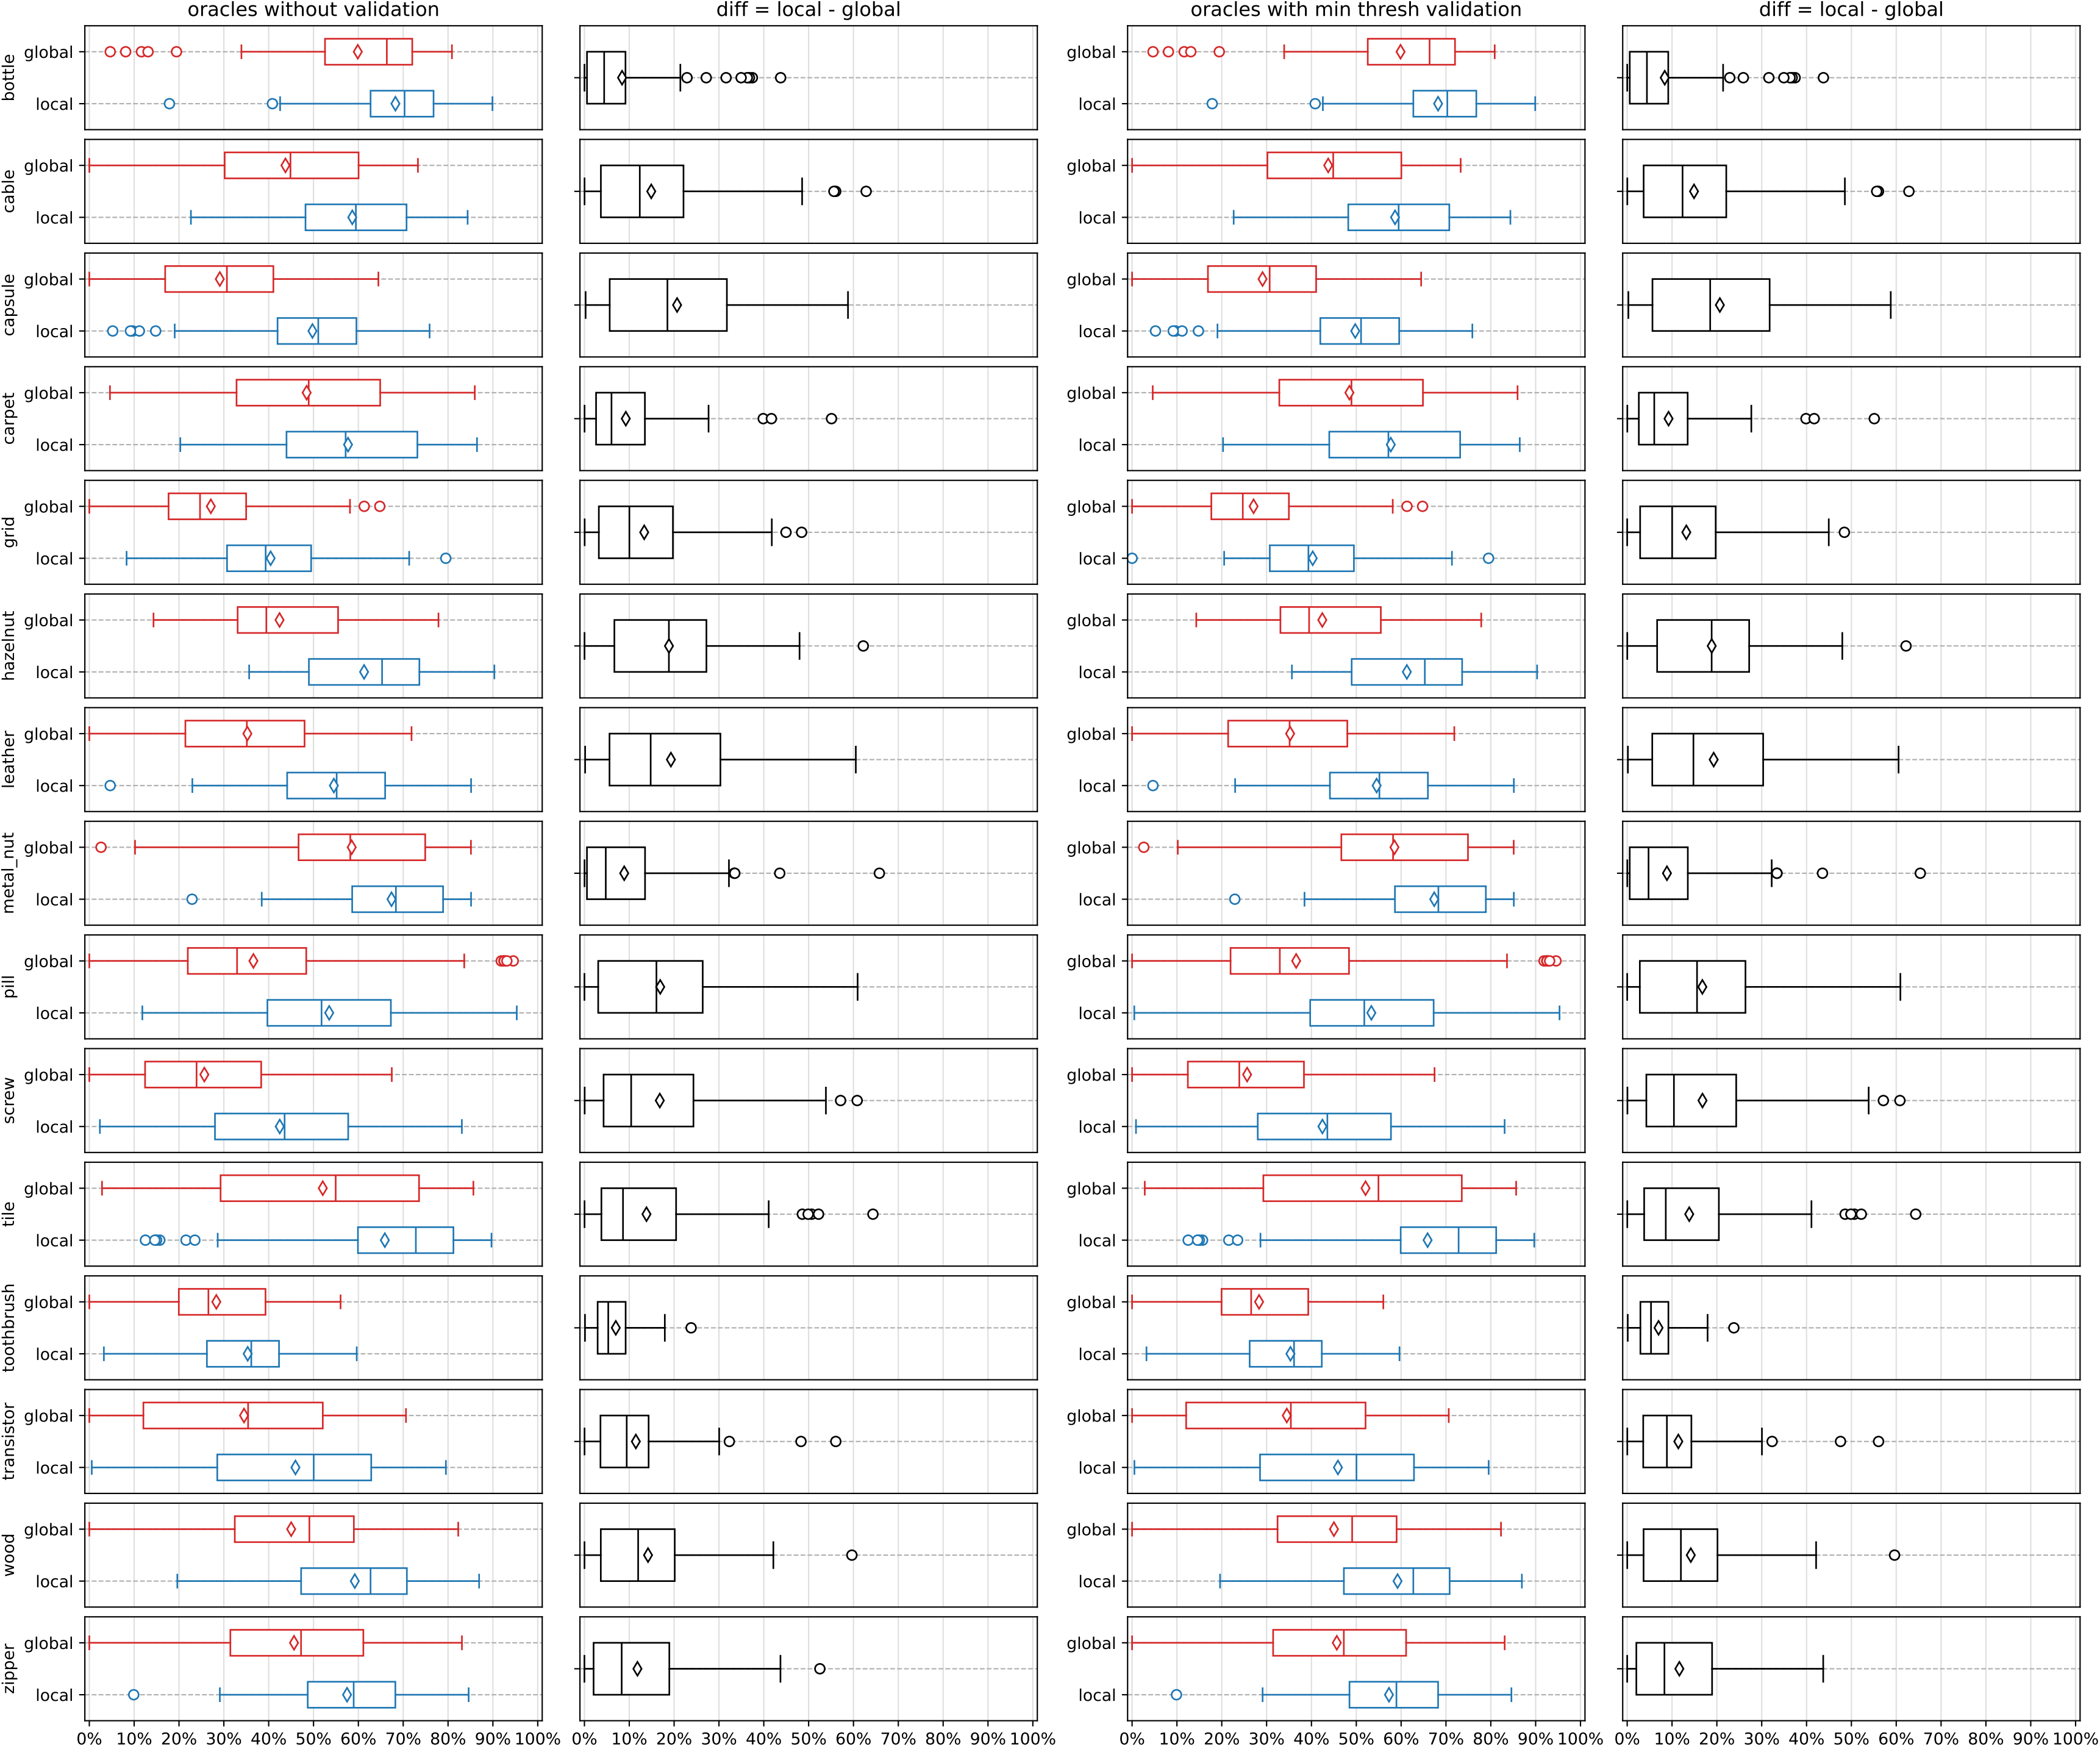 oracles without validation diff = local - global oracles with min thresh validation diff = local - global
bottle global local global local
cable global local global local
capsule global local global local
carpet global local global local
grid global local global local
hazelnut global local global local
leather global local global local
metal_nut global local global local
pill global local global local
screw global local global local
tile global local global local
toothbrush global local global local
transistor global local global local
wood global local global local
zipper global local global local
0% 10% 20% 30% 40% 50% 60% 70% 80% 90% 100% 0% 10% 20% 30% 40% 50% 60% 70% 80% 90% 100% 0% 10% 20% 30% 40% 50% 60% 70% 80% 90% 100% 0% 10% 20% 30% 40% 50% 60% 70% 80% 90% 100%